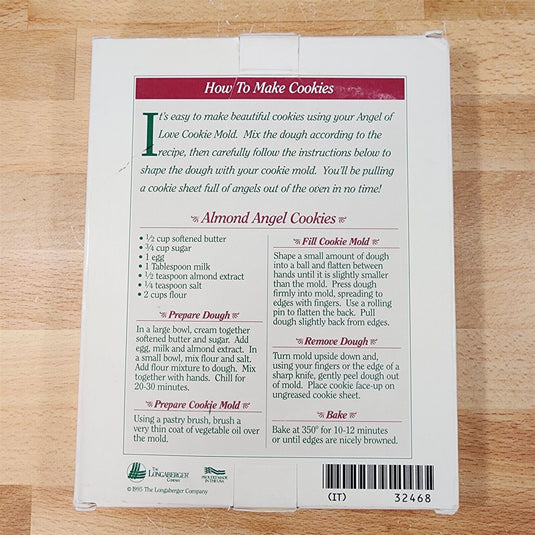 How To Make Cookies
It's easy to make beautiful cookies using your Angel of
Love Cookie Mold. Mix the dough according to the
recipe, then carefully follow the instructions below to
shape the dough with your cookie mold. You'll be pulling
a cookie sheet full of angels out of the oven in no time!
Almond Angel Cookies
• ½ cup softened butter
• ¾ cup sugar
• 1 egg
• 1 Tablespoon milk
• ½ teaspoon almond extract
• ¼ teaspoon salt
• 2 cups flour
Prepare Dough
In a large bowl, cream together
softened butter and sugar. Add
egg, milk and almond extract. In
a small bowl, mix flour and salt.
Add flour mixture to dough. Mix
together with hands. Chill for
20-30 minutes.
Prepare Cookie Mold
Using a pastry brush, brush a
very thin coat of vegetable oil over
the mold.
Fill Cookie Mold
Shape a small amount of dough
into a ball and flatten between
hands until it is slightly smaller
than the mold. Press dough
firmly into mold, spreading to
edges with fingers. Use a rolling
pin to flatten the back. Pull
dough slightly back from edges.
Remove Dough
Turn mold upside down and,
using your fingers or the edge of a
sharp knife, gently peel dough out
of mold. Place cookie face-up on
ungreased cookie sheet.
Bake
Bake at 350° for 10-12 minutes
or until edges are nicely browned.
The
Longaberger
Company
PROUDLY MADE
IN THE USA
© 1995 The Longaberger Company
(IT) 32468